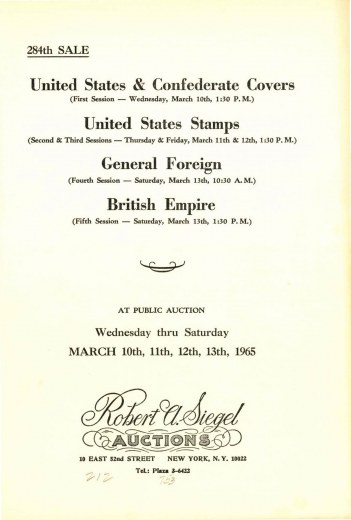 284th SALE
United States & Confederate Covers
(First Session — Wednesday, March 10th, 1:30 P. M.)
United States Stamps
(Second & Third Sessions — Thursday & Friday, March 11th & 12th, 1:30 P. M.)
General Foreign
(Fourth Session — Saturday, March 13th, 10:30 A. M.)
British Empire
(Fifth Session — Saturday, March 13th, 1:30 P. M.)
AT PUBLIC AUCTION
Wednesday thru Saturday
MARCH 10th, 11th, 12th, 13th, 1965
Robert A. Siegel
AUCTIONS
10 EAST 52nd STREET NEW YORK, N. Y. 10022
Tel.: Plaza 3-6422
212